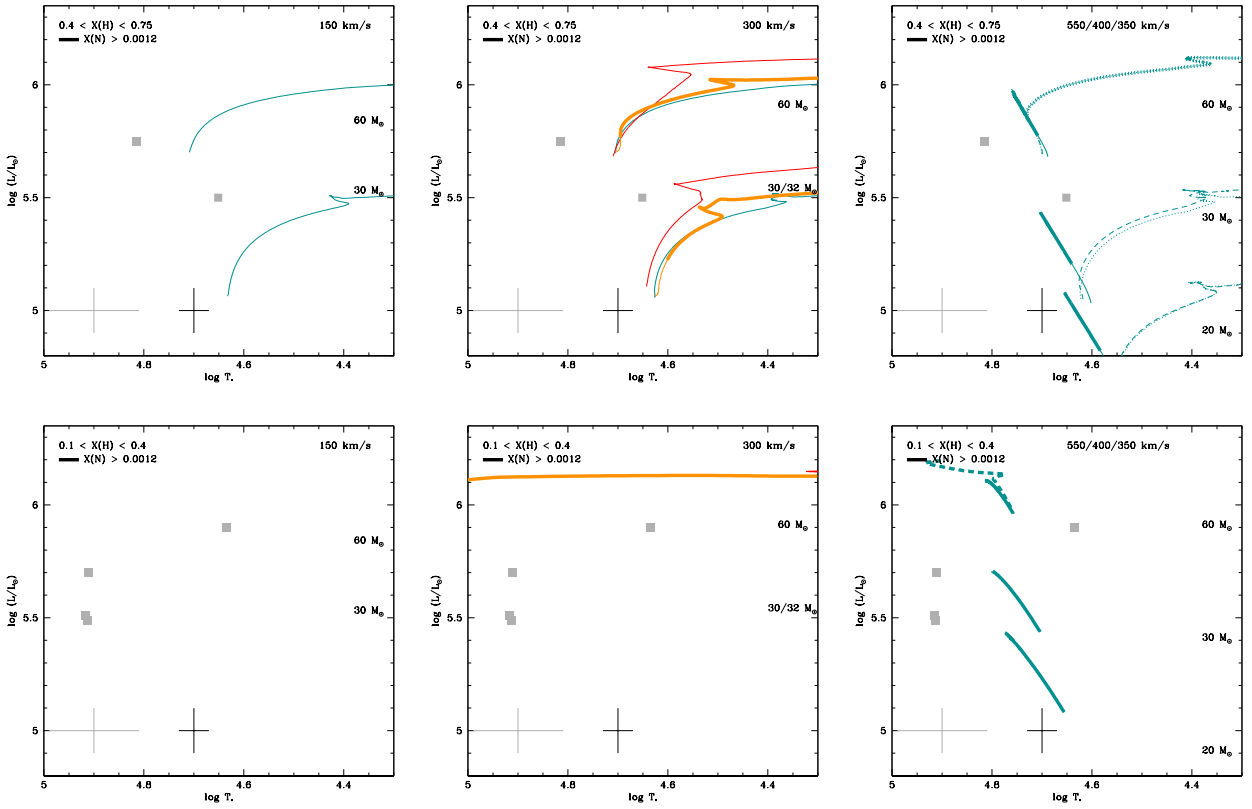 0.4 < X(H) < 0.75 150 km/s
X(N) > 0.0012
6
60 M⊙
5.5
30 M⊙
5
log (L/L⊙)
5 4.8 4.6 4.4
log T*
0.4 < X(H) < 0.75 300 km/s
X(N) > 0.0012
6
60 M⊙
5.5
30/32 M⊙
5
log (L/L⊙)
5 4.8 4.6 4.4
log T*
0.4 < X(H) < 0.75 550/400/350 km/s
X(N) > 0.0012
6
60 M⊙
5.5
30 M⊙
5
20 M⊙
log (L/L⊙)
5 4.8 4.6 4.4
log T*
0.1 < X(H) < 0.4 150 km/s
X(N) > 0.0012
6
60 M⊙
5.5
30 M⊙
5
log (L/L⊙)
5 4.8 4.6 4.4
log T*
0.1 < X(H) < 0.4 300 km/s
X(N) > 0.0012
6
60 M⊙
5.5
30/32 M⊙
5
log (L/L⊙)
5 4.8 4.6 4.4
log T*
0.1 < X(H) < 0.4 550/400/350 km/s
X(N) > 0.0012
6
60 M⊙
5.5
30 M⊙
5
20 M⊙
log (L/L⊙)
5 4.8 4.6 4.4
log T*